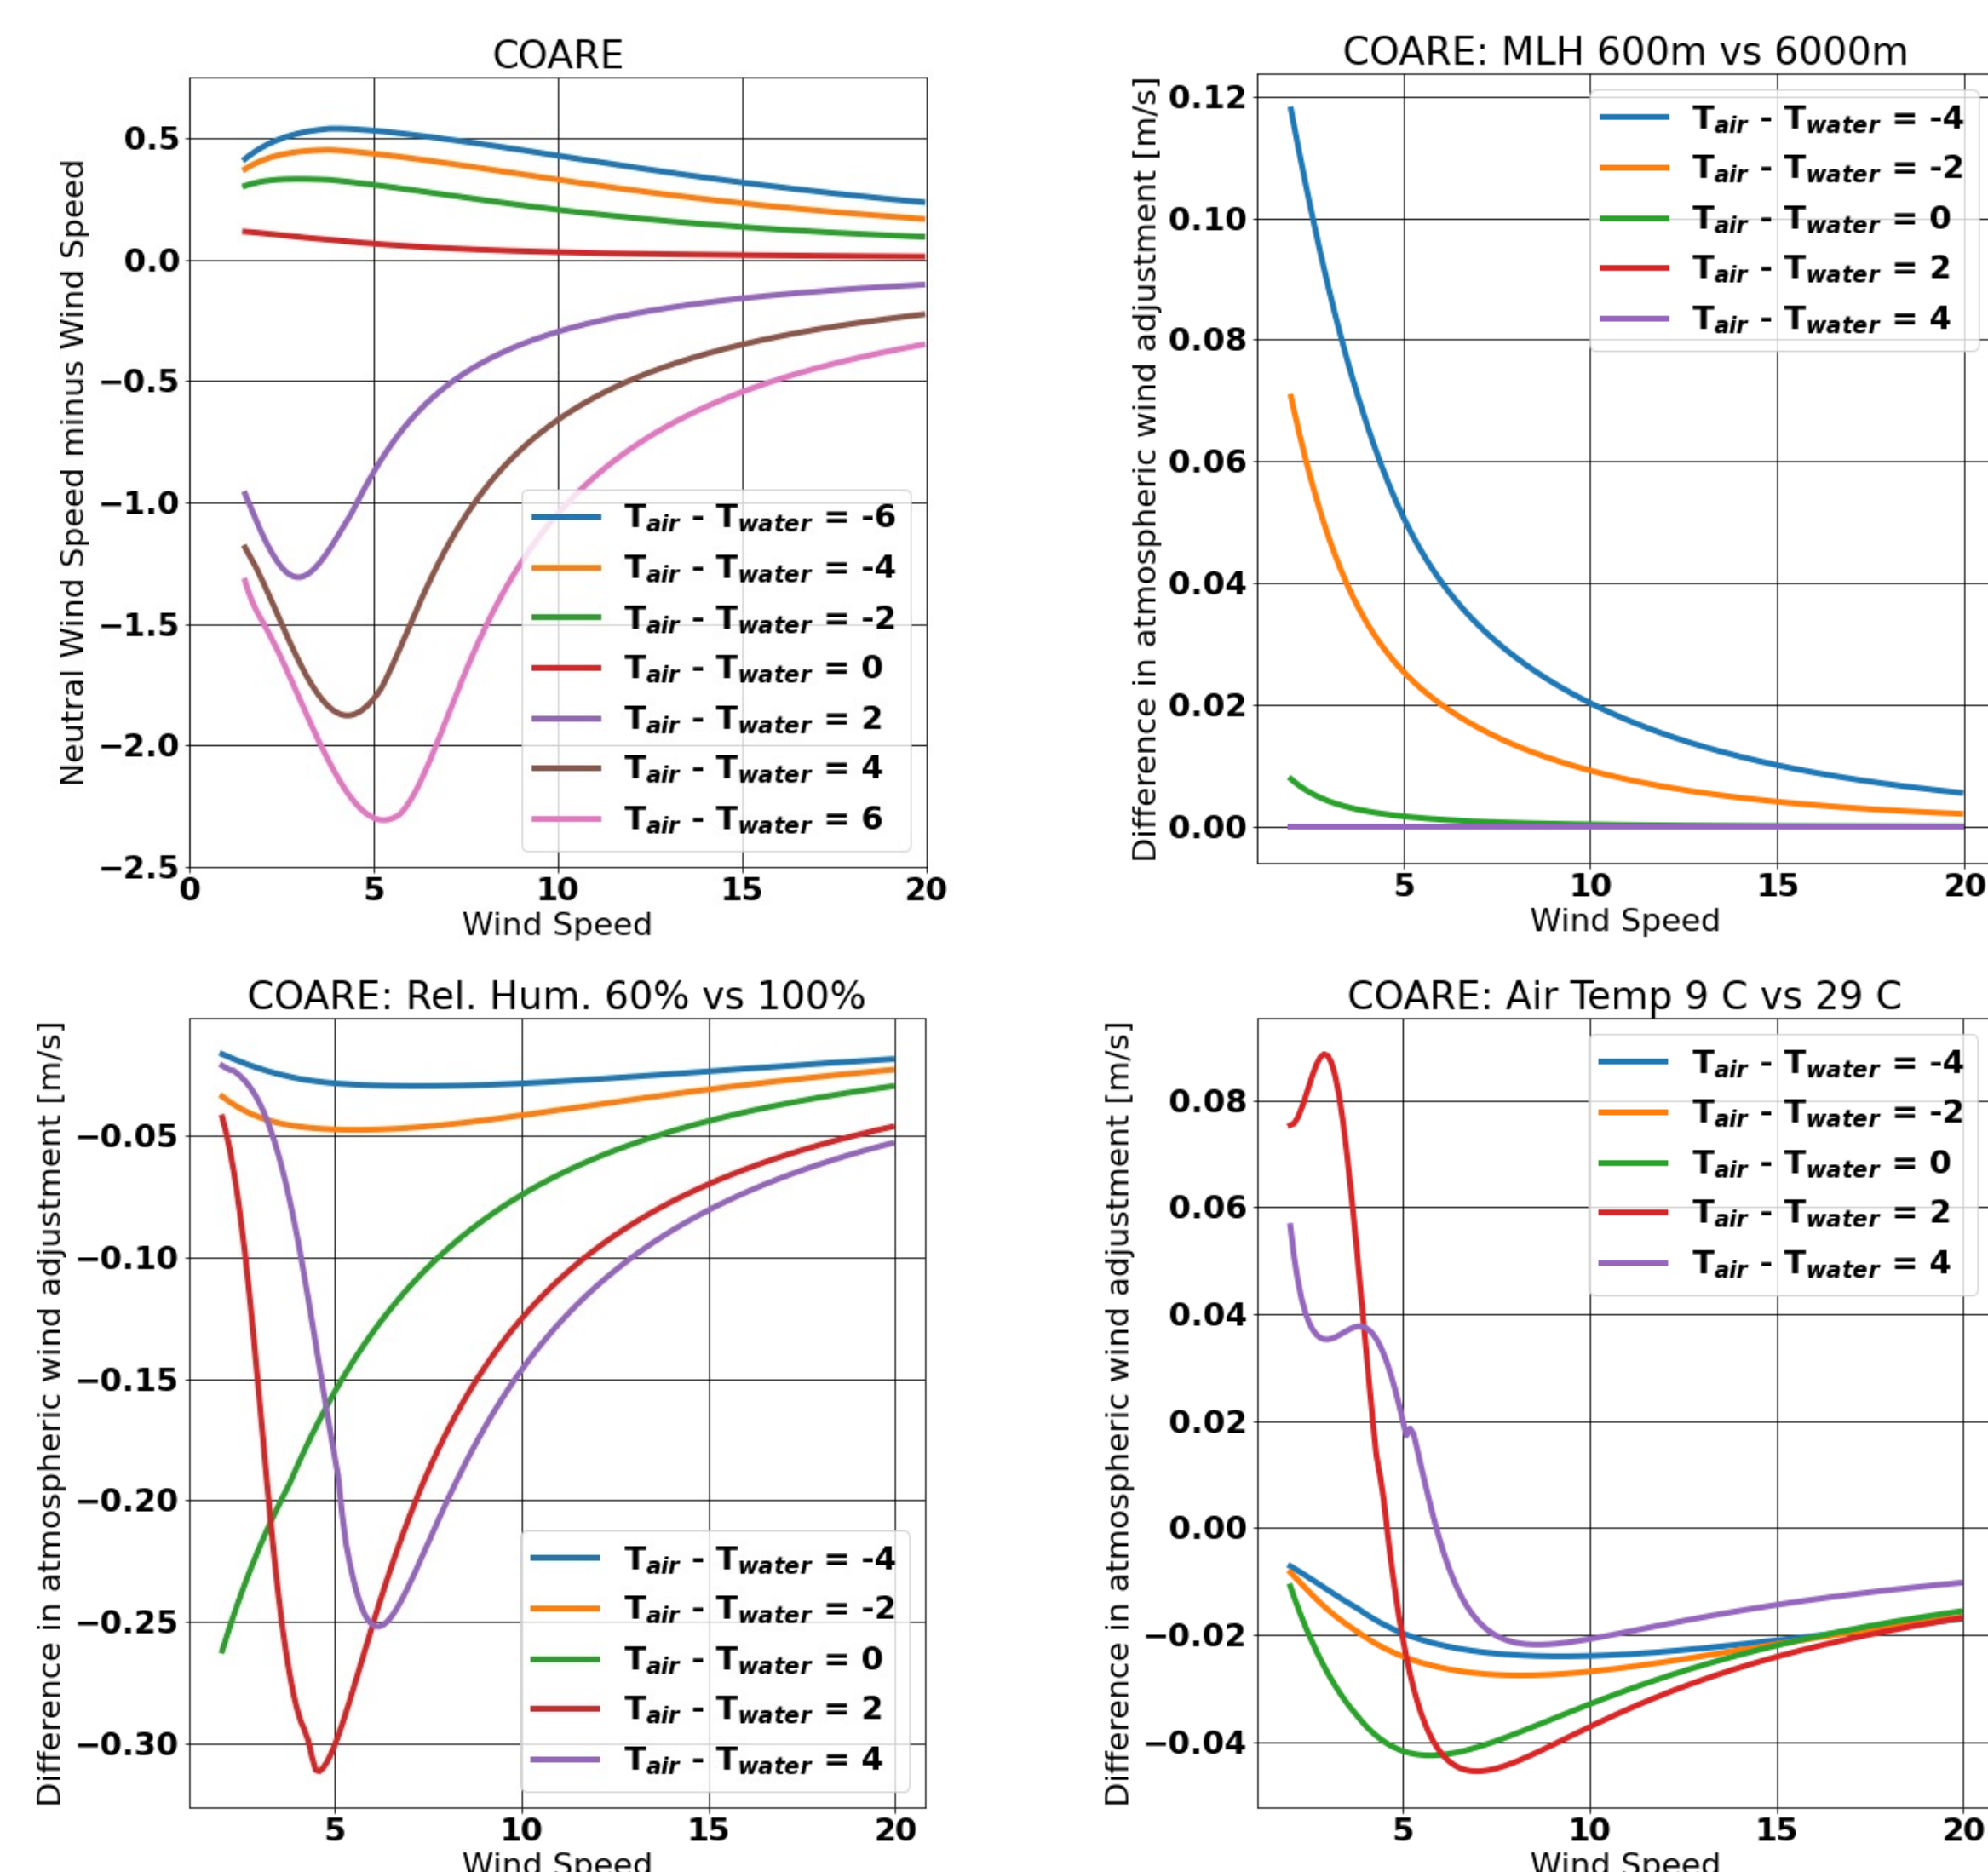 COARE
Neutral Wind Speed minus Wind Speed
0.5
0.0
−0.5
−1.0
−1.5
−2.0
−2.5
0 5 10 15 20
Wind Speed
Tair - Twater = -6
Tair - Twater = -4
Tair - Twater = -2
Tair - Twater = 0
Tair - Twater = 2
Tair - Twater = 4
Tair - Twater = 6
COARE: MLH 600m vs 6000m
Difference in atmospheric wind adjustment [m/s]
0.12
0.10
0.08
0.06
0.04
0.02
0.00
5 10 15 20
Wind Speed
Tair - Twater = -4
Tair - Twater = -2
Tair - Twater = 0
Tair - Twater = 2
Tair - Twater = 4
COARE: Rel. Hum. 60% vs 100%
Difference in atmospheric wind adjustment [m/s]
−0.05
−0.10
−0.15
−0.20
−0.25
−0.30
5 10 15 20
Wind Speed
Tair - Twater = -4
Tair - Twater = -2
Tair - Twater = 0
Tair - Twater = 2
Tair - Twater = 4
COARE: Air Temp 9 C vs 29 C
Difference in atmospheric wind adjustment [m/s]
0.08
0.06
0.04
0.02
0.00
−0.02
−0.04
5 10 15 20
Wind Speed
Tair - Twater = -4
Tair - Twater = -2
Tair - Twater = 0
Tair - Twater = 2
Tair - Twater = 4